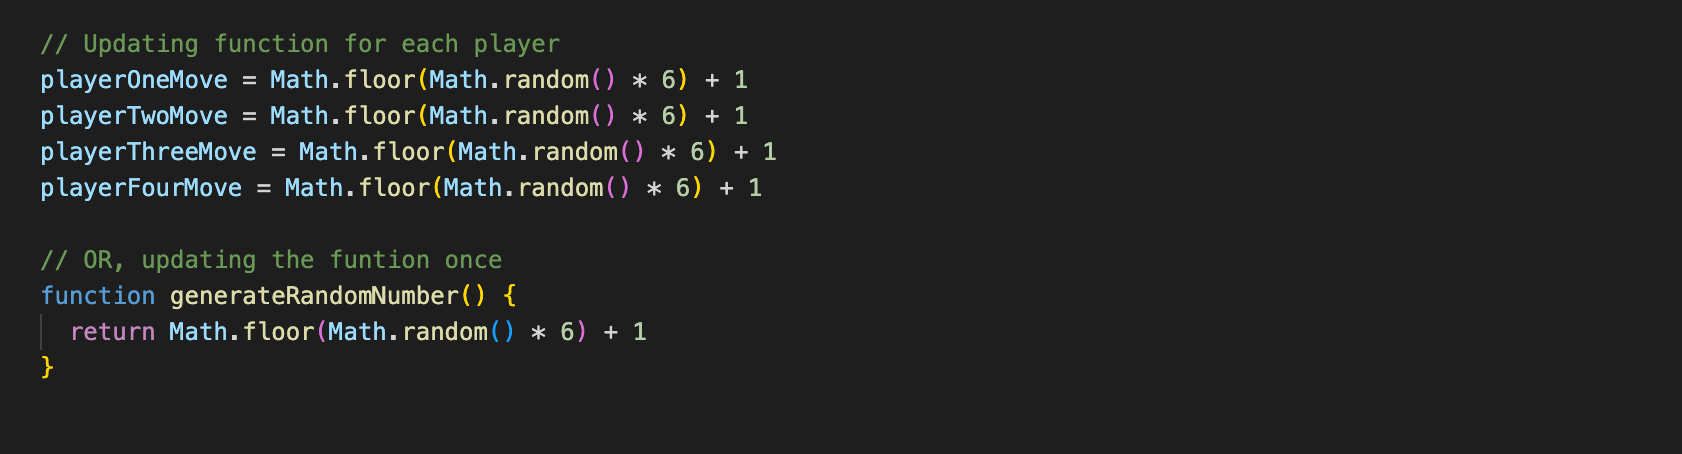 // Updating function for each player
playerOneMove = Math.floor(Math.random() * 6) + 1
playerTwoMove = Math.floor(Math.random() * 6) + 1
playerThreeMove = Math.floor(Math.random() * 6) + 1
playerFourMove = Math.floor(Math.random() * 6) + 1
// OR, updating the funtion once
function generateRandomNumber() {
  return Math.floor(Math.random() * 6) + 1
}